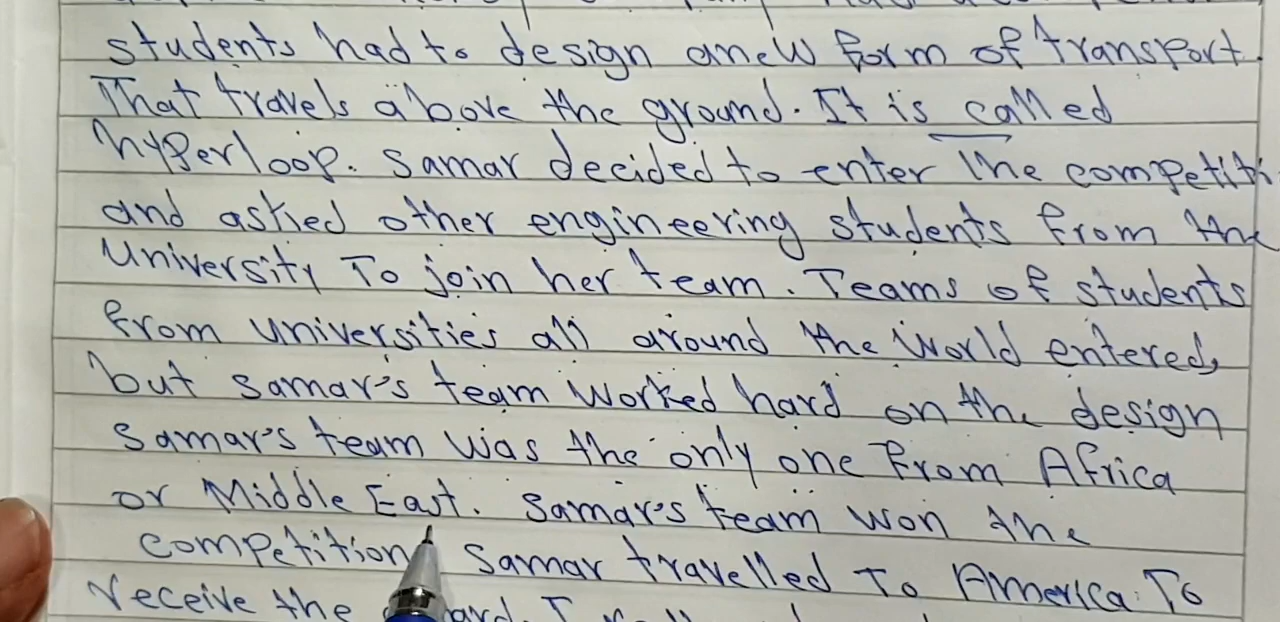 students had to design anew form of transport.
That travels above the ground. It is called
hyperloop. Samar decided to enter The competiti
and asked other engineering students from the
University To join her team. Teams of students
from universities all around the World entered,
but Samar's team Worked hard on the design
Samar's team was the only one from Africa
or Middle East. Samar's team won the
competition Samar travelled To America To
receive the